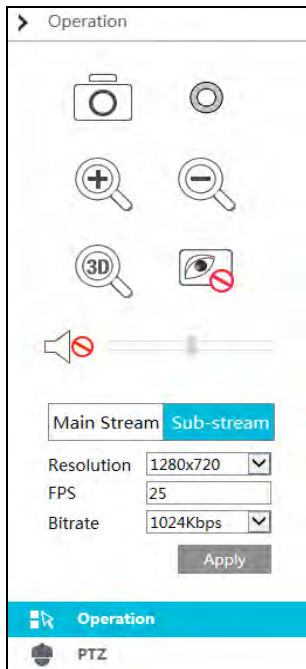 Operation
3D
Main Stream Sub-stream
Resolution 1280x720
FPS 25
Bitrate 1024Kbps
Apply
Operation
PTZ